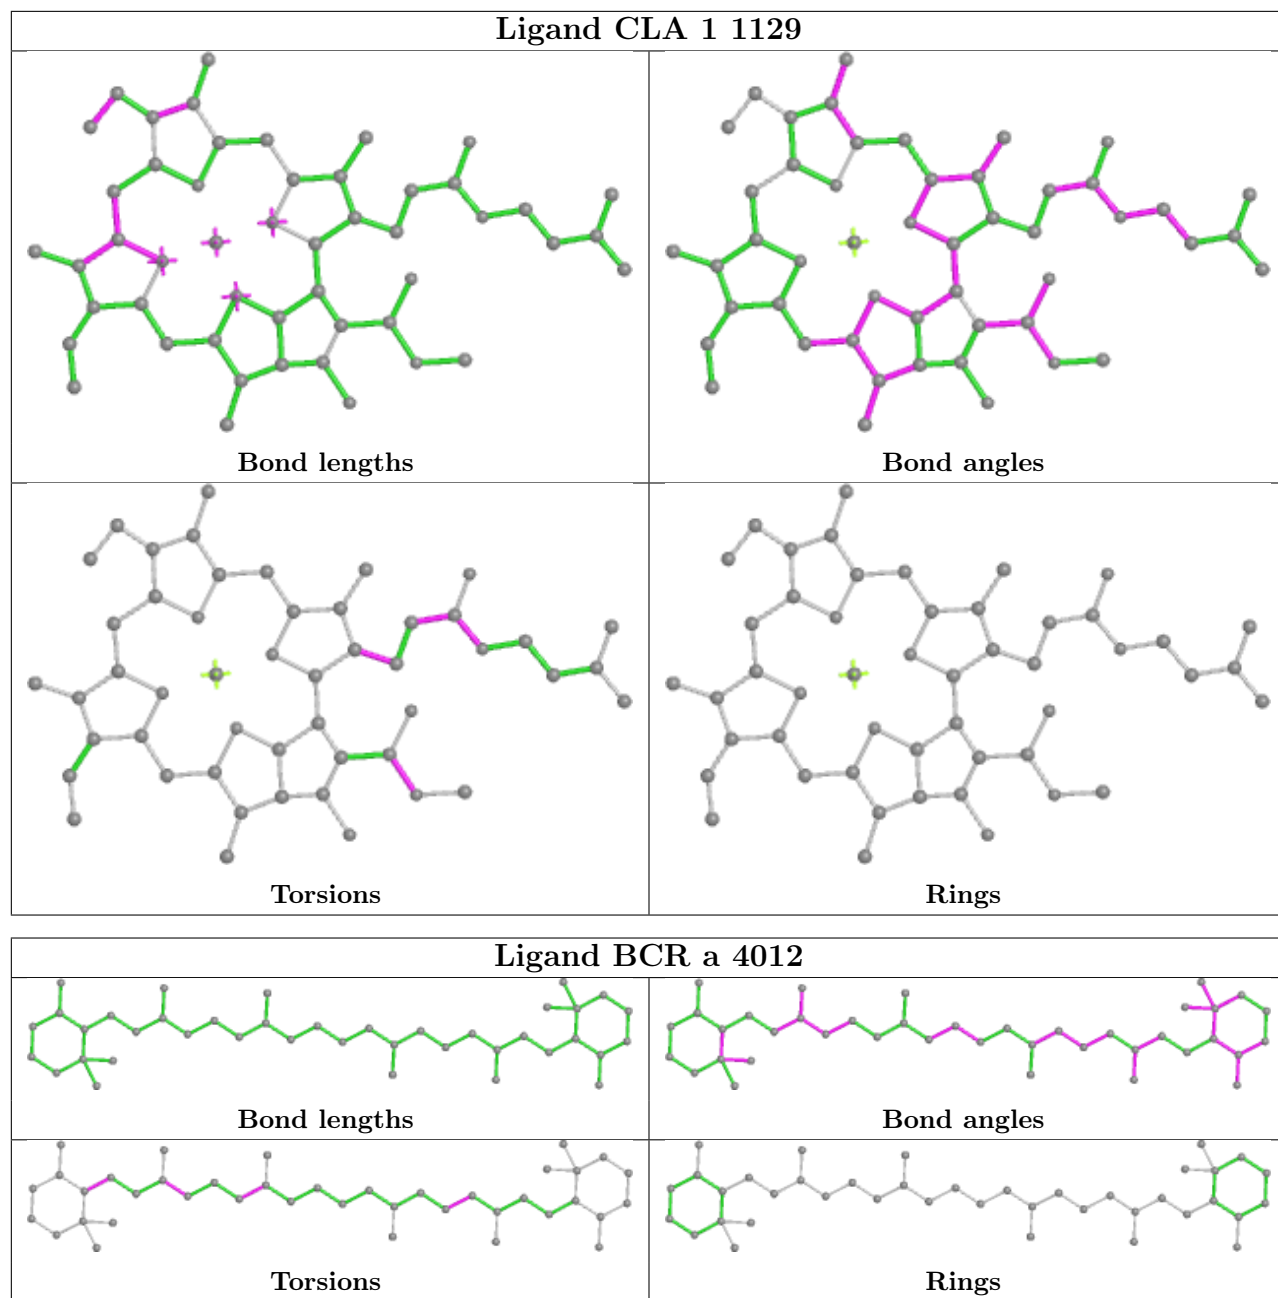 Ligand CLA 1 1129
Bond lengths
Bond angles
Torsions
Rings
Ligand BCR a 4012
Bond lengths
Bond angles
Torsions
Rings